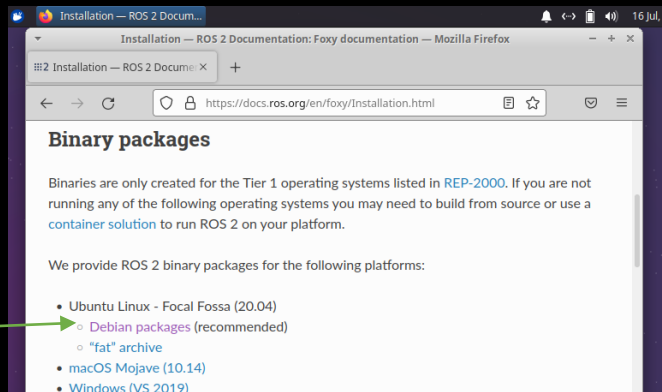 Installation — ROS 2 Docum...
16 Jul,
Installation — ROS 2 Documentation: Foxy documentation — Mozilla Firefox
2 Installation — ROS 2 Docume
https://docs.ros.org/en/foxy/Installation.html
Binary packages
Binaries are only created for the Tier 1 operating systems listed in REP-2000. If you are not
running any of the following operating systems you may need to build from source or use a
container solution to run ROS 2 on your platform.
We provide ROS 2 binary packages for the following platforms:
• Ubuntu Linux - Focal Fossa (20.04)
◦ Debian packages (recommended)
◦ “fat” archive
• macOS Mojave (10.14)
• Windows (VS 2019)